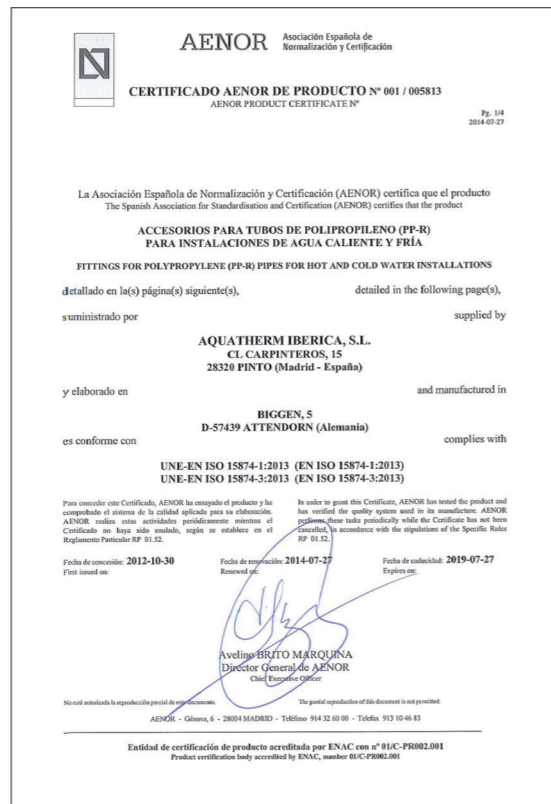 AENOR Asociación Española de
Normalización y Certificación
CERTIFICADO AENOR DE PRODUCTO Nº 001 / 005813
AENOR PRODUCT CERTIFICATE Nº
Pg. 1/4
2014-07-27
La Asociación Española de Normalización y Certificación (AENOR) certifica que el producto
The Spanish Association for Standardisation and Certification (AENOR) certifies that the product
ACCESORIOS PARA TUBOS DE POLIPROPILENO (PP-R)
PARA INSTALACIONES DE AGUA CALIENTE Y FRÍA
FITTINGS FOR POLYPROPYLENE (PP-R) PIPES FOR HOT AND COLD WATER INSTALLATIONS
detallado en la(s) página(s) siguiente(s), detailed in the following page(s),
suministrado por supplied by
AQUATHERM IBERICA, S.L.
CL CARPINTEROS, 15
28320 PINTO (Madrid - España)
y elaborado en and manufactured in
BIGGEN, 5
D-57439 ATTENDORN (Alemania)
es conforme con complies with
UNE-EN ISO 15874-1:2013 (EN ISO 15874-1:2013)
UNE-EN ISO 15874-3:2013 (EN ISO 15874-3:2013)
Para conceder este Certificado, AENOR ha ensayado el producto y ha
comprobado el sistema de la calidad aplicado para su elaboración.
AENOR realiza estas actividades periódicamente mientras el
Certificado no haya sido anulado, según se establece en el
Reglamento Particular RP 01.52.
In order to grant this Certificate, AENOR has tested the product and
has verified the quality system used in its manufacture. AENOR
performs these tasks periodically while the Certificate has not been
cancelled, in accordance with the stipulations of the Specific Rules
RP 01.52.
Fecha de concesión: 2012-10-30 Fecha de renovación: 2014-07-27 Fecha de caducidad: 2019-07-27
First issued on: Renewed on: Expires on:
Avelino BRITO MARQUINA
Director General de AENOR
Chief Executive Officer
No está autorizada la reproducción parcial de este documento. The partial reproduction of this document is not permitted.
AENOR - Génova, 6 - 28004 MADRID - Teléfono 914 32 60 00 - Telefax 913 10 46 83
Entidad de certificación de producto acreditada por ENAC con nº 01/C-PR002.001
Product certification body accredited by ENAC, number 01/C-PR002.001